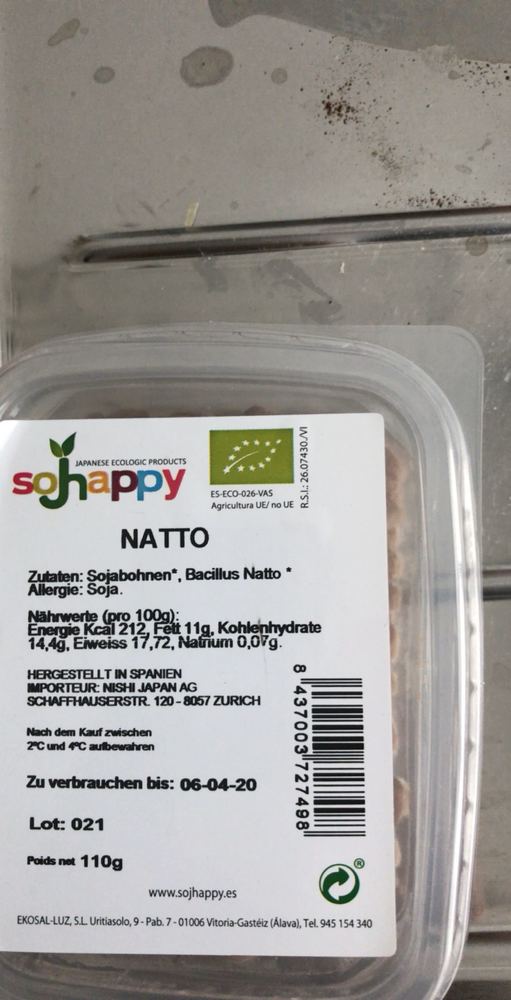 JAPANESE ECOLOGIC PRODUCTS
sojhappy
ES-ECO-026-VAS
Agricultura UE/ no UE
R.S.I.: 26.07430./VI
NATTO
Zutaten: Sojabohnen*, Bacillus Natto *
Allergie: Soja.
Nährwerte (pro 100g):
Energie Kcal 212, Fett 11g, Kohlenhydrate
14,4g, Eiweiss 17,72, Natrium 0,07g.
HERGESTELLT IN SPANIEN
IMPORTEUR: NISHI JAPAN AG
SCHAFFHAUSERSTR. 120 - 8057 ZURICH
Nach dem Kauf zwischen
2ºC und 4ºC aufbewahren
Zu verbrauchen bis: 06-04-20
Lot: 021
Poids net 110g
8 437003 727498
®
www.sojhappy.es
EKOSAL-LUZ, S.L. Uritiasolo, 9 - Pab. 7 - 01006 Vitoria-Gastéiz (Álava), Tel. 945 154 340